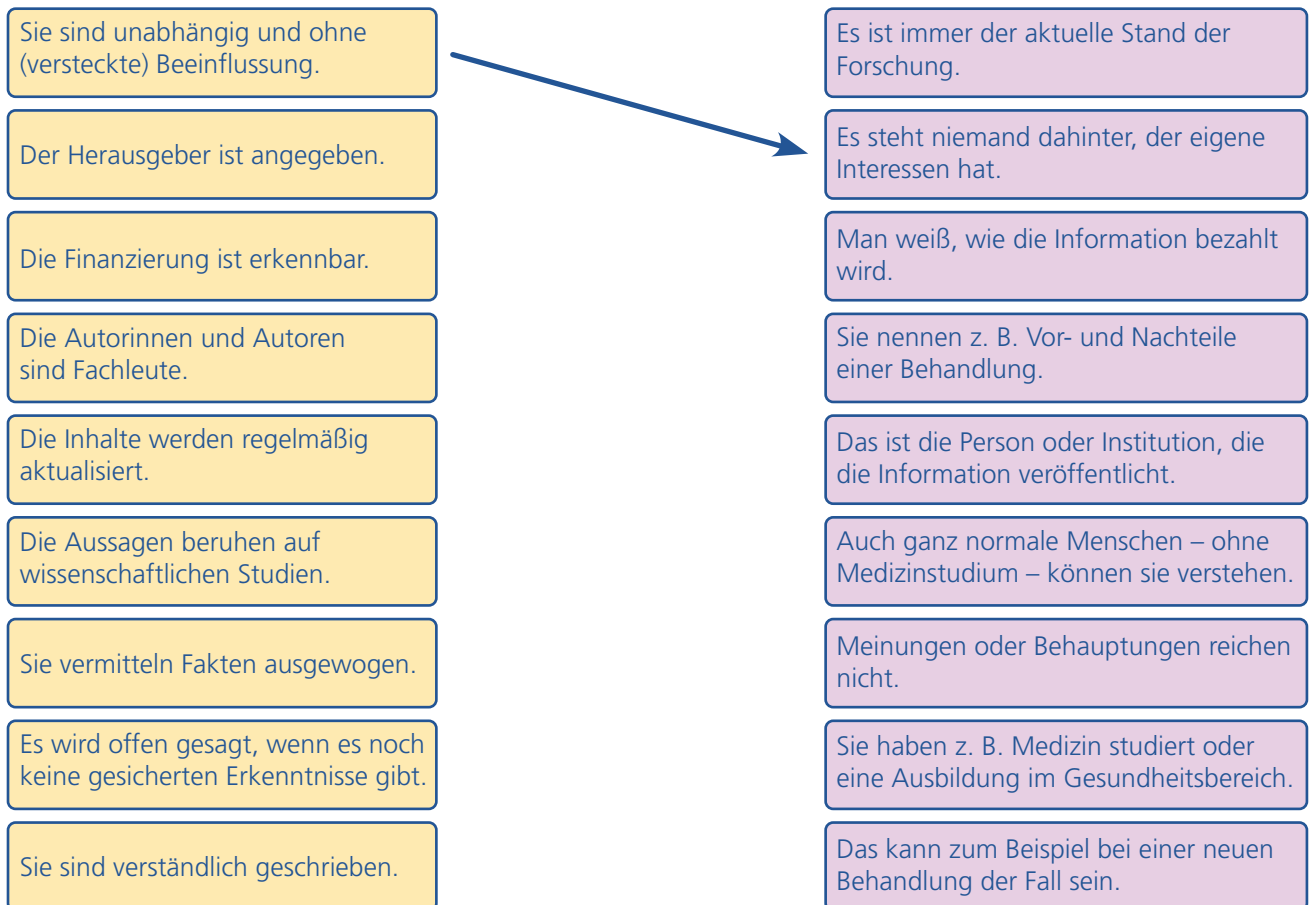 Sie sind unabhängig und ohne
(versteckte) Beeinflussung.
Der Herausgeber ist angegeben.
Die Finanzierung ist erkennbar.
Die Autorinnen und Autoren
sind Fachleute.
Die Inhalte werden regelmäßig
aktualisiert.
Die Aussagen beruhen auf
wissenschaftlichen Studien.
Sie vermitteln Fakten ausgewogen.
Es wird offen gesagt, wenn es noch
keine gesicherten Erkenntnisse gibt.
Sie sind verständlich geschrieben.
Es ist immer der aktuelle Stand der
Forschung.
Es steht niemand dahinter, der eigene
Interessen hat.
Man weiß, wie die Information bezahlt
wird.
Sie nennen z. B. Vor- und Nachteile
einer Behandlung.
Das ist die Person oder Institution, die
die Information veröffentlicht.
Auch ganz normale Menschen – ohne
Medizinstudium – können sie verstehen.
Meinungen oder Behauptungen reichen
nicht.
Sie haben z. B. Medizin studiert oder
eine Ausbildung im Gesundheitsbereich.
Das kann zum Beispiel bei einer neuen
Behandlung der Fall sein.